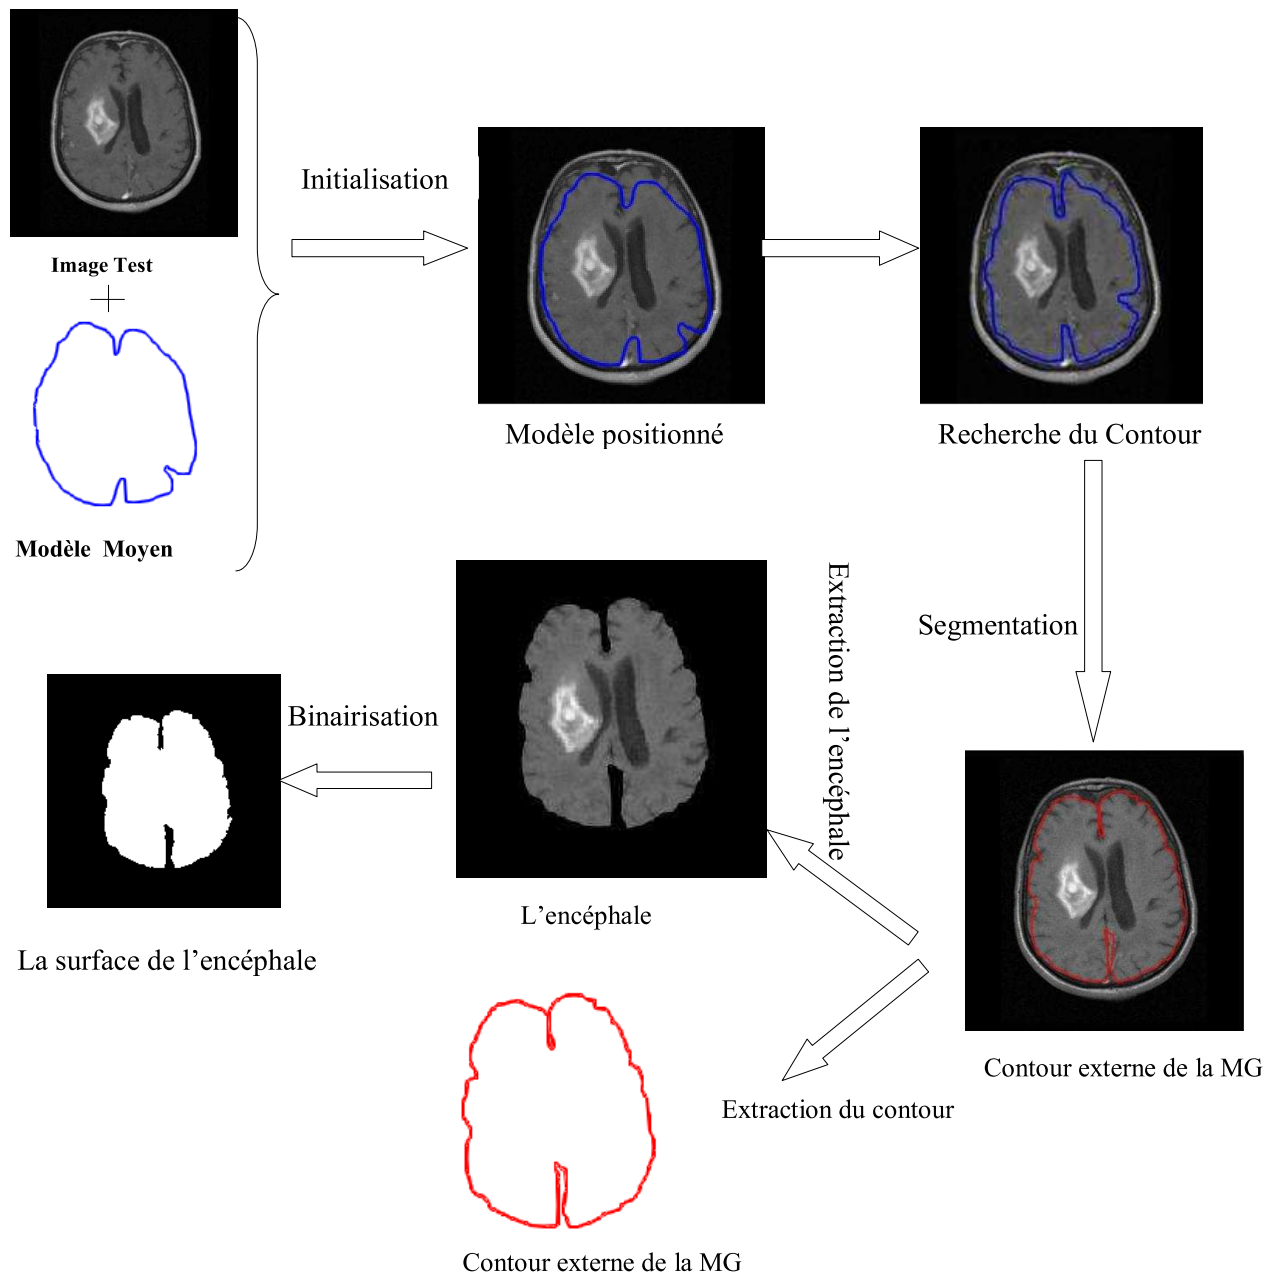 Image Test
Modèle Moyen
Initialisation
Modèle positionné
Recherche du Contour
Segmentation
Contour externe de la MG
Extraction de l'encéphale
L'encéphale
Binairisation
La surface de l'encéphale
Extraction du contour
Contour externe de la MG